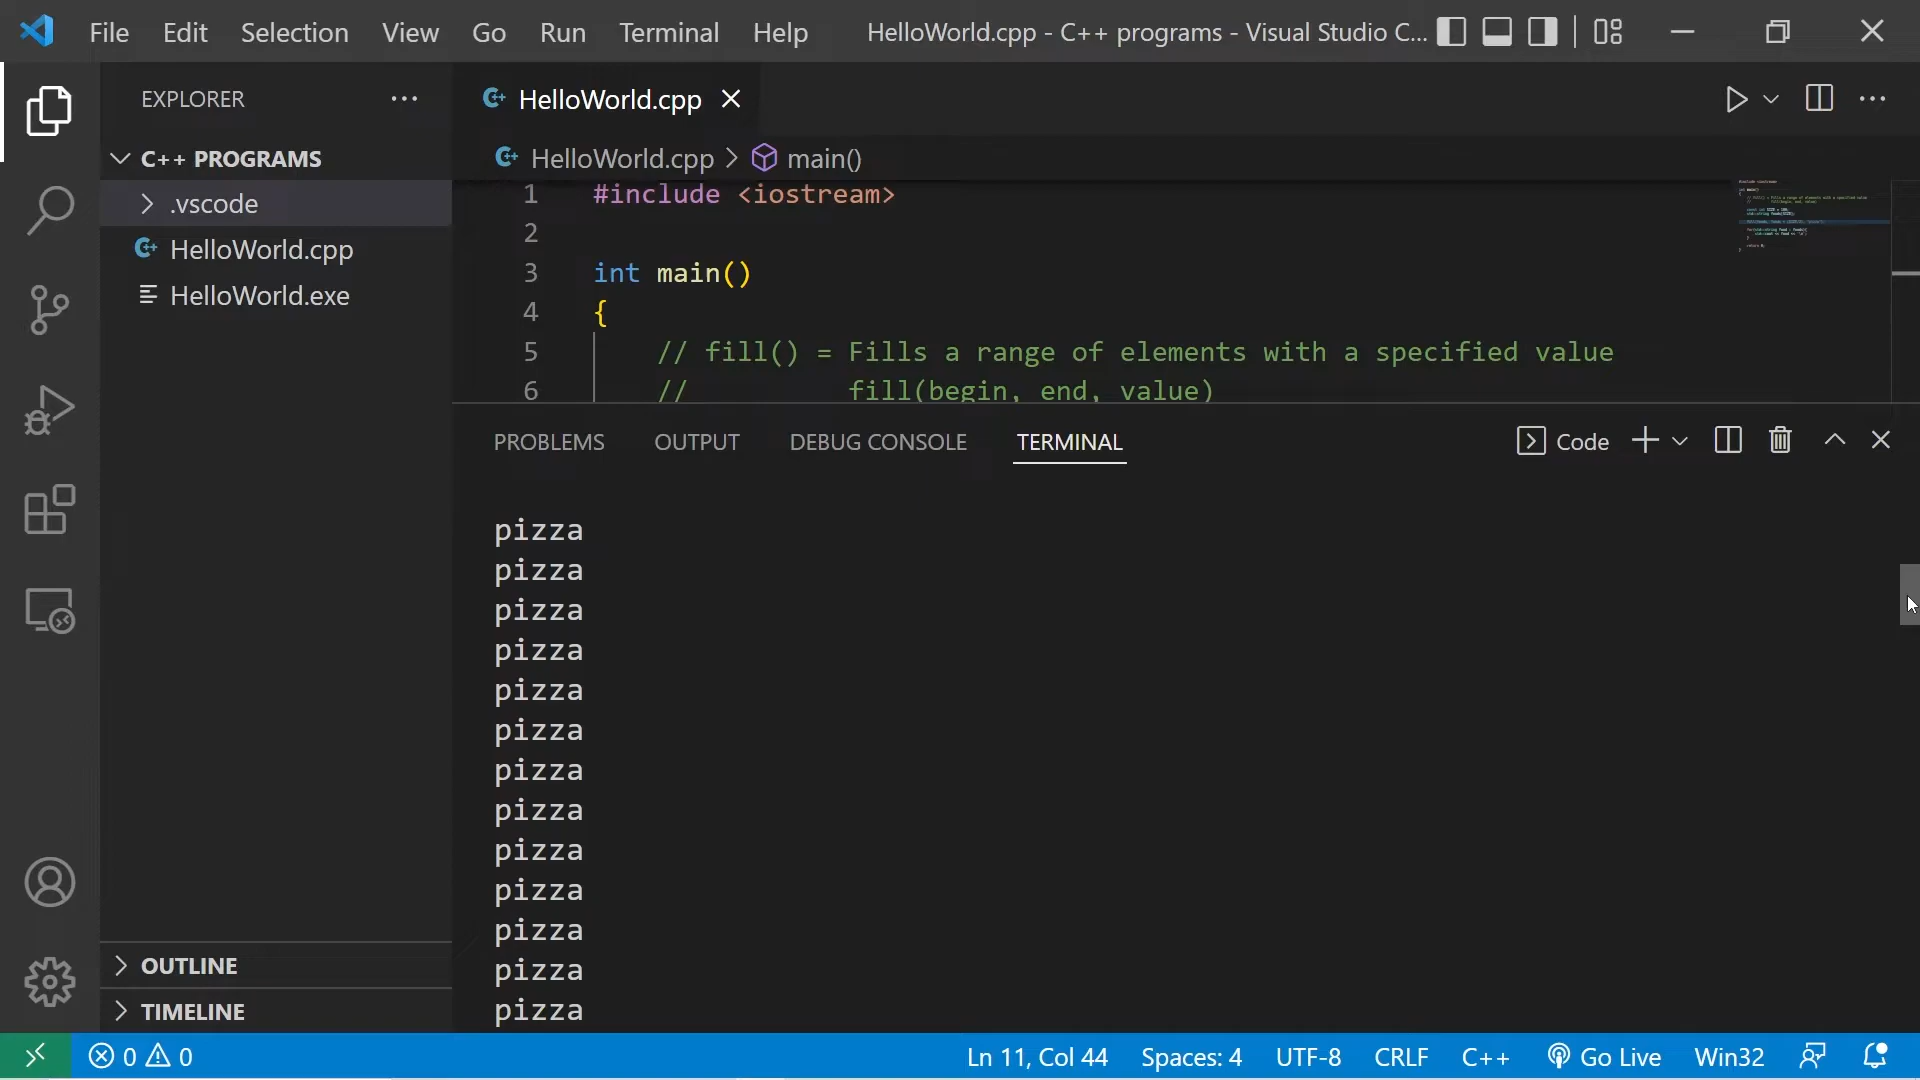 File Edit Selection View Go Run Terminal Help HelloWorld.cpp - C++ programs - Visual Studio C...
EXPLORER
C++ PROGRAMS
.vscode
HelloWorld.cpp
HelloWorld.exe
OUTLINE
TIMELINE
HelloWorld.cpp
HelloWorld.cpp > main()
1 #include <iostream>
2
3 int main()
4 {
5 // fill() = Fills a range of elements with a specified value
6 // fill(begin, end, value)
PROBLEMS OUTPUT DEBUG CONSOLE TERMINAL Code
pizza
pizza
pizza
pizza
pizza
pizza
pizza
pizza
pizza
pizza
pizza
pizza
pizza
0 0 Ln 11, Col 44 Spaces: 4 UTF-8 CRLF C++ Go Live Win32